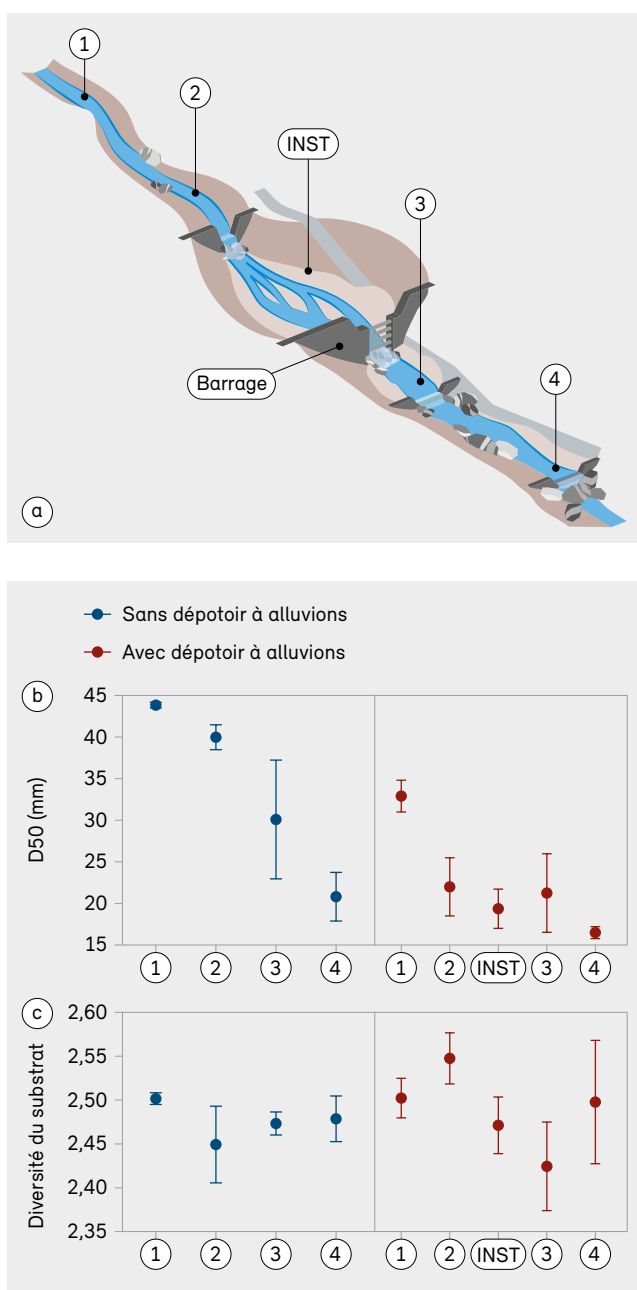 1
2
INST
3
Barrage
4
a
Sans dépotoir à alluvions
Avec dépotoir à alluvions
b
D50 (mm)
45
40
35
30
25
20
15
1 2 3 4 1 2 INST 3 4
c
Diversité du substrat
2,60
2,55
2,50
2,45
2,40
2,35
1 2 3 4 1 2 INST 3 4